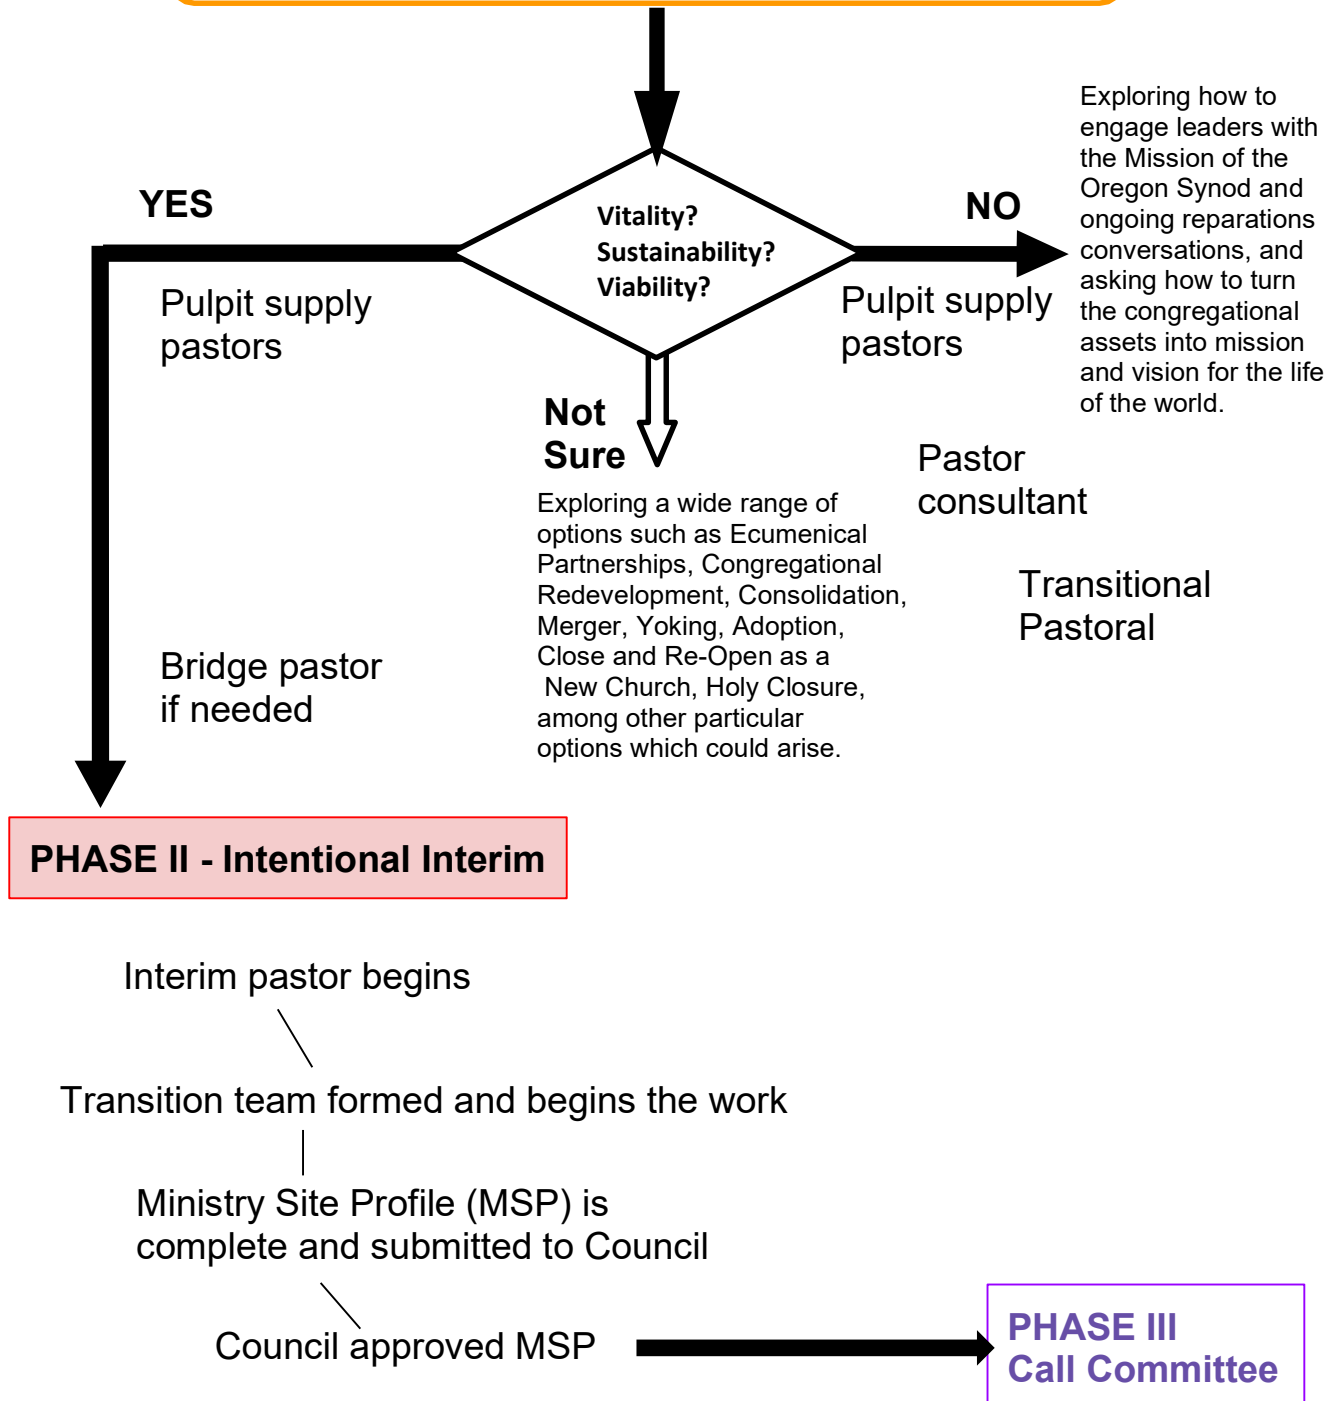 YES
Vitality?
Sustainability?
Viability?
NO
Exploring how to
engage leaders with
the Mission of the
Oregon Synod and
ongoing reparations
conversations, and
asking how to turn
the congregational
assets into mission
and vision for the life
of the world.
Pulpit supply
pastors
Pulpit supply
pastors
Not
Sure
Exploring a wide range of
options such as Ecumenical
Partnerships, Congregational
Redevelopment, Consolidation,
Merger, Yoking, Adoption,
Close and Re-Open as a
New Church, Holy Closure,
among other particular
options which could arise.
Pastor
consultant
Transitional
Pastoral
Bridge pastor
if needed
PHASE II - Intentional Interim
Interim pastor begins
Transition team formed and begins the work
Ministry Site Profile (MSP) is
complete and submitted to Council
Council approved MSP
PHASE III
Call Committee